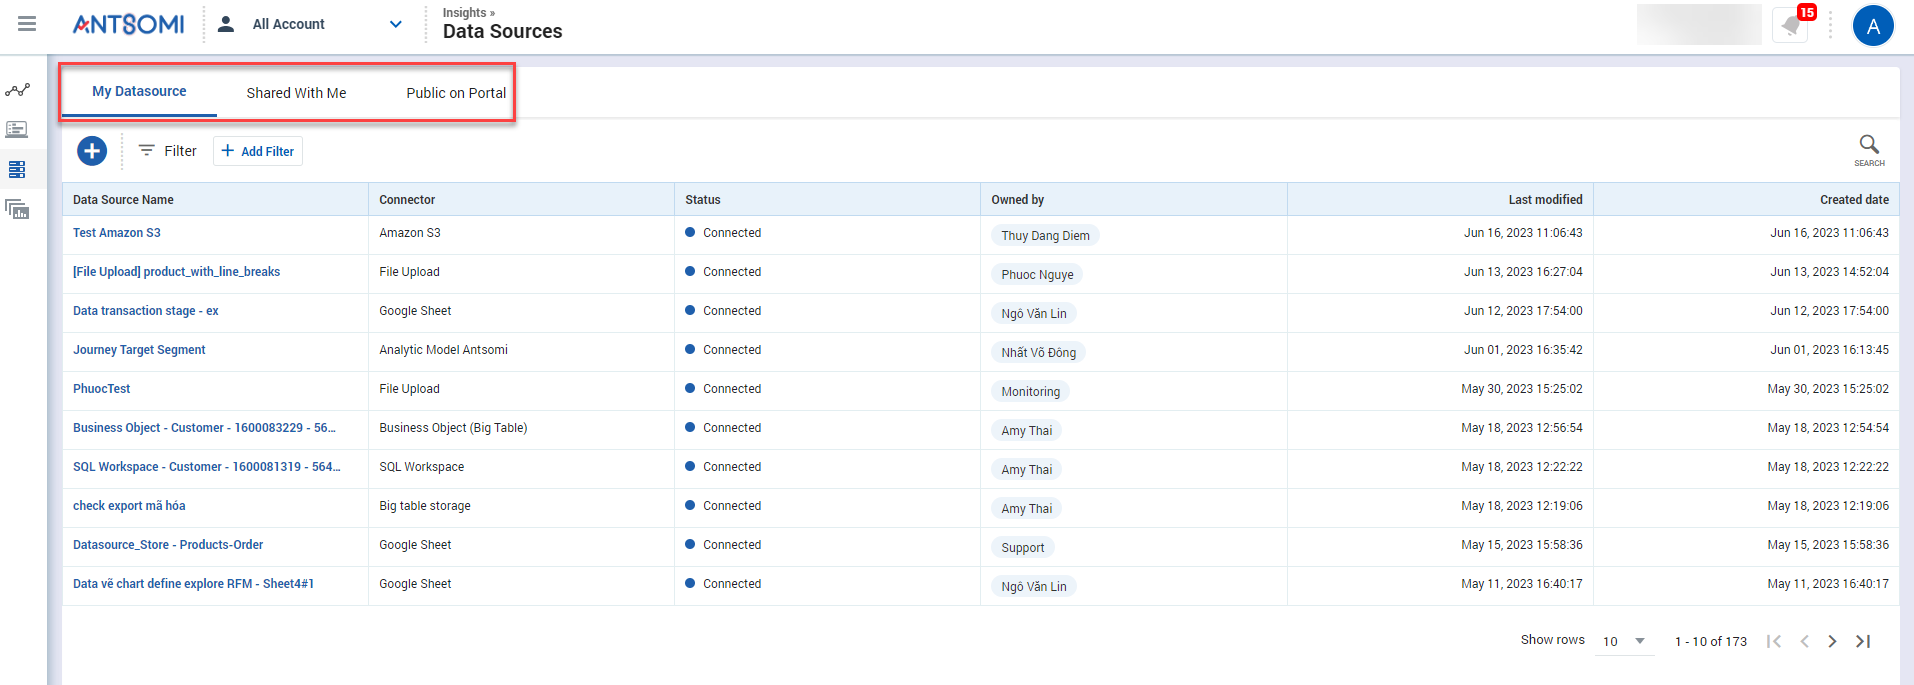 ANTSOMI
All Account
Insights »
Data Sources
15
A
My Datasource
Shared With Me
Public on Portal
Filter
Add Filter
SEARCH
Data Source Name Connector Status Owned by Last modified Created date
Test Amazon S3 Amazon S3 Connected Thuy Dang Diem Jun 16, 2023 11:06:43 Jun 16, 2023 11:06:43
[File Upload] product_with_line_breaks File Upload Connected Phuoc Nguye Jun 13, 2023 16:27:04 Jun 13, 2023 14:52:04
Data transaction stage - ex Google Sheet Connected Ngô Văn Lin Jun 12, 2023 17:54:00 Jun 12, 2023 17:54:00
Journey Target Segment Analytic Model Antsomi Connected Nhất Võ Đông Jun 01, 2023 16:35:42 Jun 01, 2023 16:13:45
PhuocTest File Upload Connected Monitoring May 30, 2023 15:25:02 May 30, 2023 15:25:02
Business Object - Customer - 1600083229 - 56... Business Object (Big Table) Connected Amy Thai May 18, 2023 12:56:54 May 18, 2023 12:54:54
SQL Workspace - Customer - 1600081319 - 564... SQL Workspace Connected Amy Thai May 18, 2023 12:22:22 May 18, 2023 12:22:22
check export mã hóa Big table storage Connected Amy Thai May 18, 2023 12:19:06 May 18, 2023 12:19:06
Datasource_Store - Products-Order Google Sheet Connected Support May 15, 2023 15:58:36 May 15, 2023 15:58:36
Data vẽ chart define explore RFM - Sheet4#1 Google Sheet Connected Ngô Văn Lin May 11, 2023 16:40:17 May 11, 2023 16:40:17
Show rows 10 1 - 10 of 173